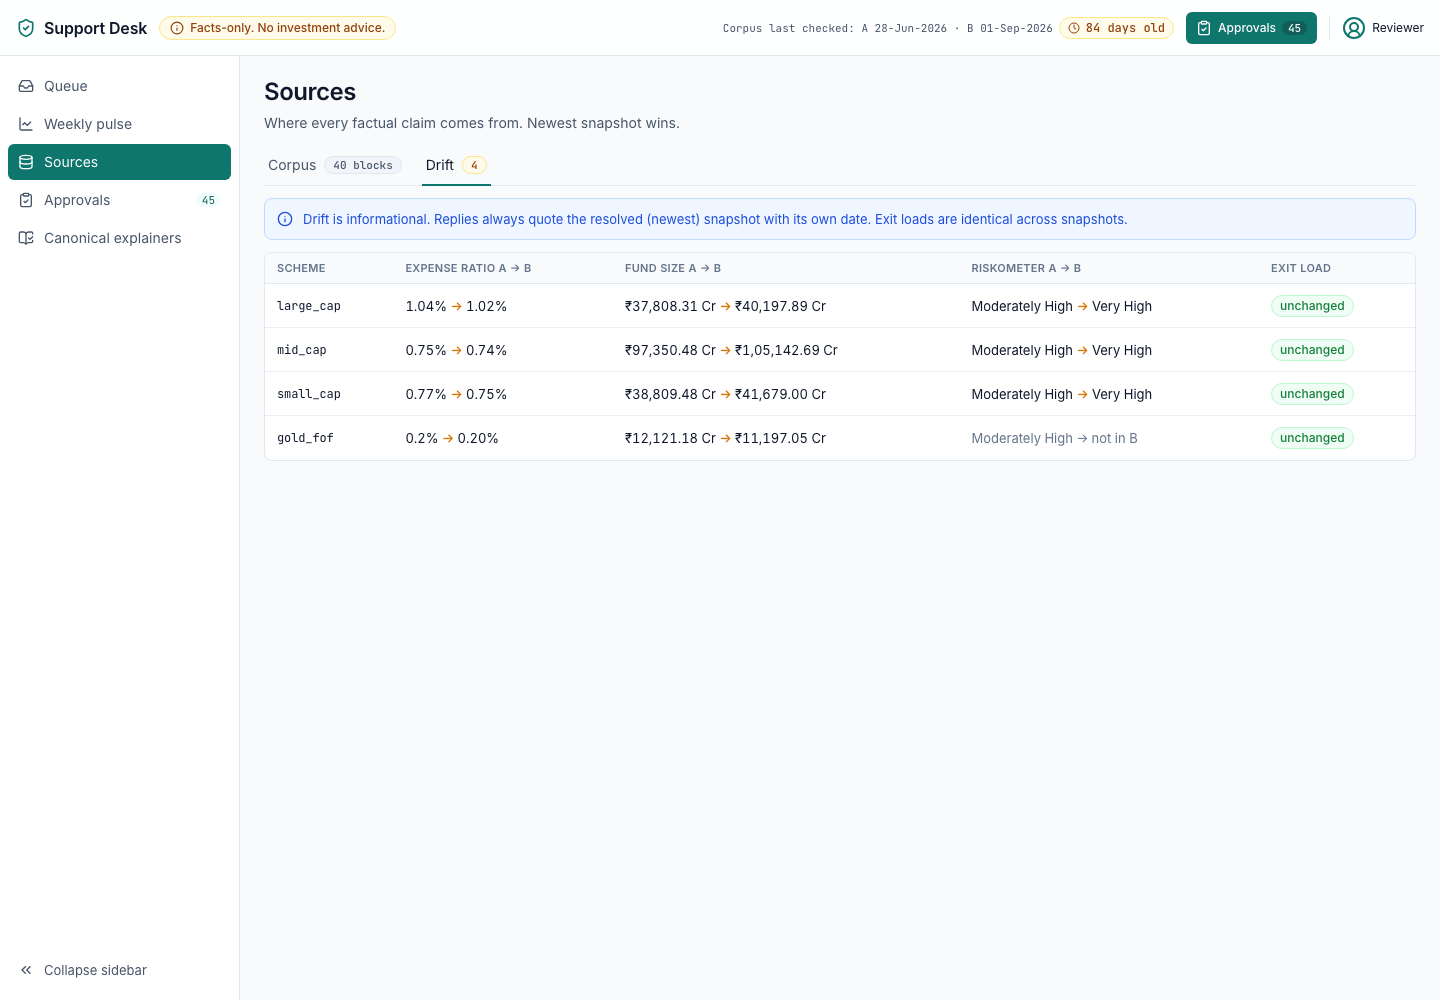 Support Desk
Facts-only. No investment advice.
Corpus last checked: A 28-Jun-2026 · B 01-Sep-2026
84 days old
Approvals 45
Reviewer
Queue
Weekly pulse
Sources
Approvals 45
Canonical explainers
Collapse sidebar
Sources
Where every factual claim comes from. Newest snapshot wins.
Corpus 40 blocks Drift 4
Drift is informational. Replies always quote the resolved (newest) snapshot with its own date. Exit loads are identical across snapshots.
SCHEME EXPENSE RATIO A → B FUND SIZE A → B RISKOMETER A → B EXIT LOAD
large_cap 1.04% → 1.02% ₹37,808.31 Cr → ₹40,197.89 Cr Moderately High → Very High unchanged
mid_cap 0.75% → 0.74% ₹97,350.48 Cr → ₹1,05,142.69 Cr Moderately High → Very High unchanged
small_cap 0.77% → 0.75% ₹38,809.48 Cr → ₹41,679.00 Cr Moderately High → Very High unchanged
gold_fof 0.2% → 0.20% ₹12,121.18 Cr → ₹11,197.05 Cr Moderately High → not in B unchanged